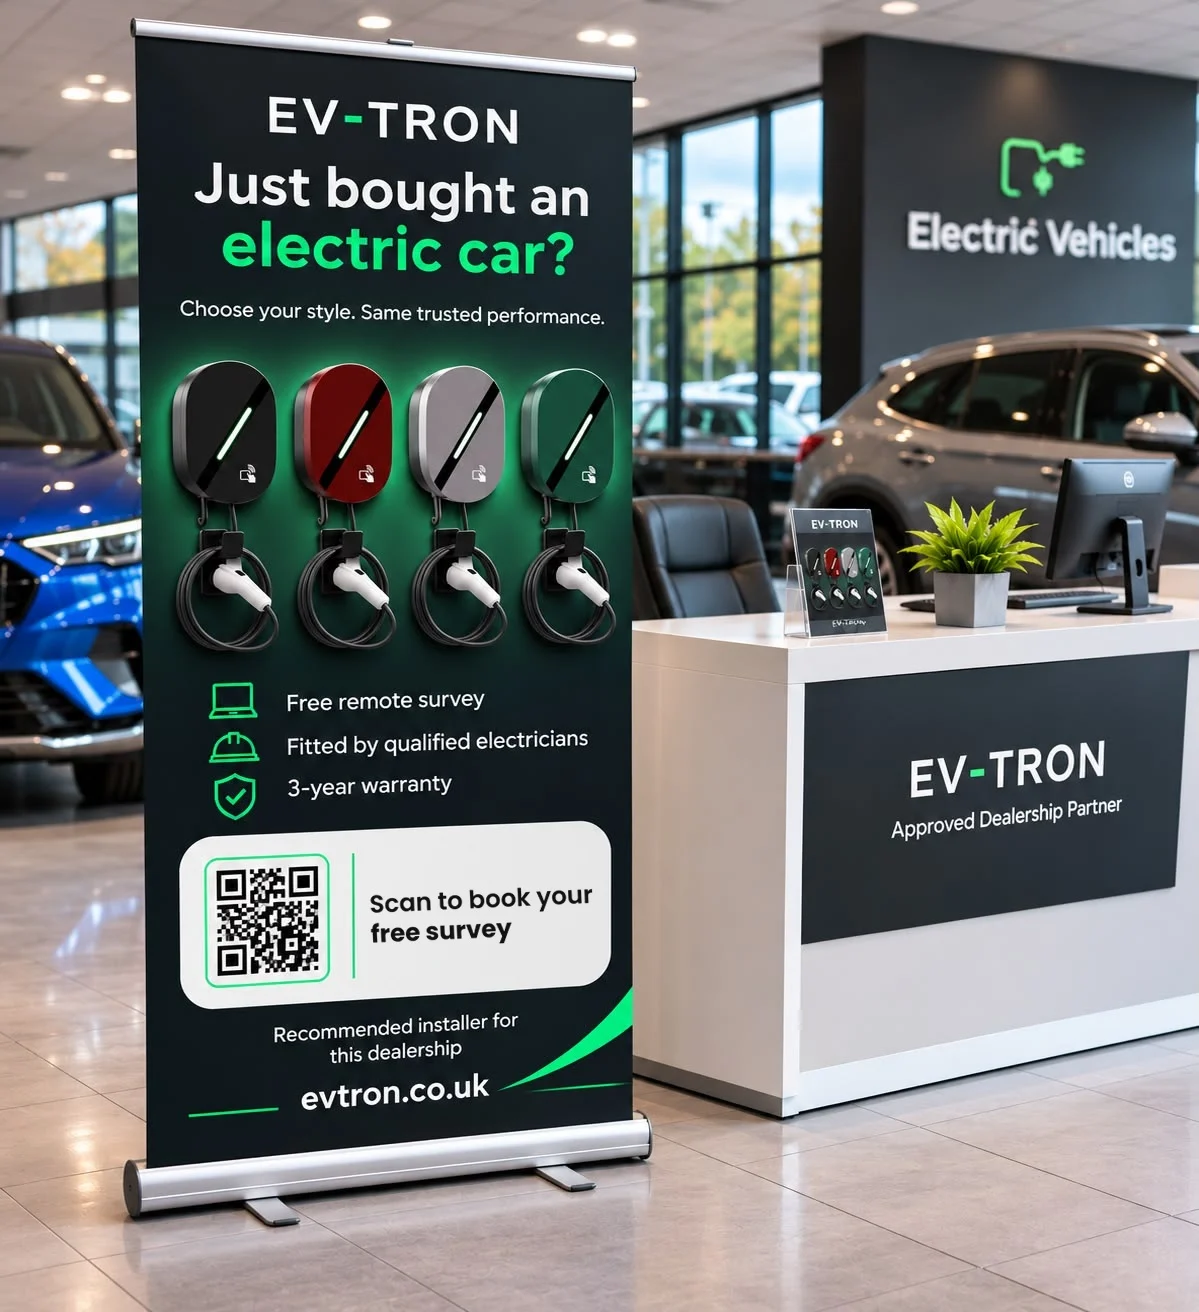 EV-TRON
Just bought an
electric car?
Choose your style. Same trusted performance.
Free remote survey
Fitted by qualified electricians
3-year warranty
Scan to book your
free survey
Recommended installer for
this dealership
evtron.co.uk
Electric Vehicles
EV-TRON
EV-TRON
Approved Dealership Partner